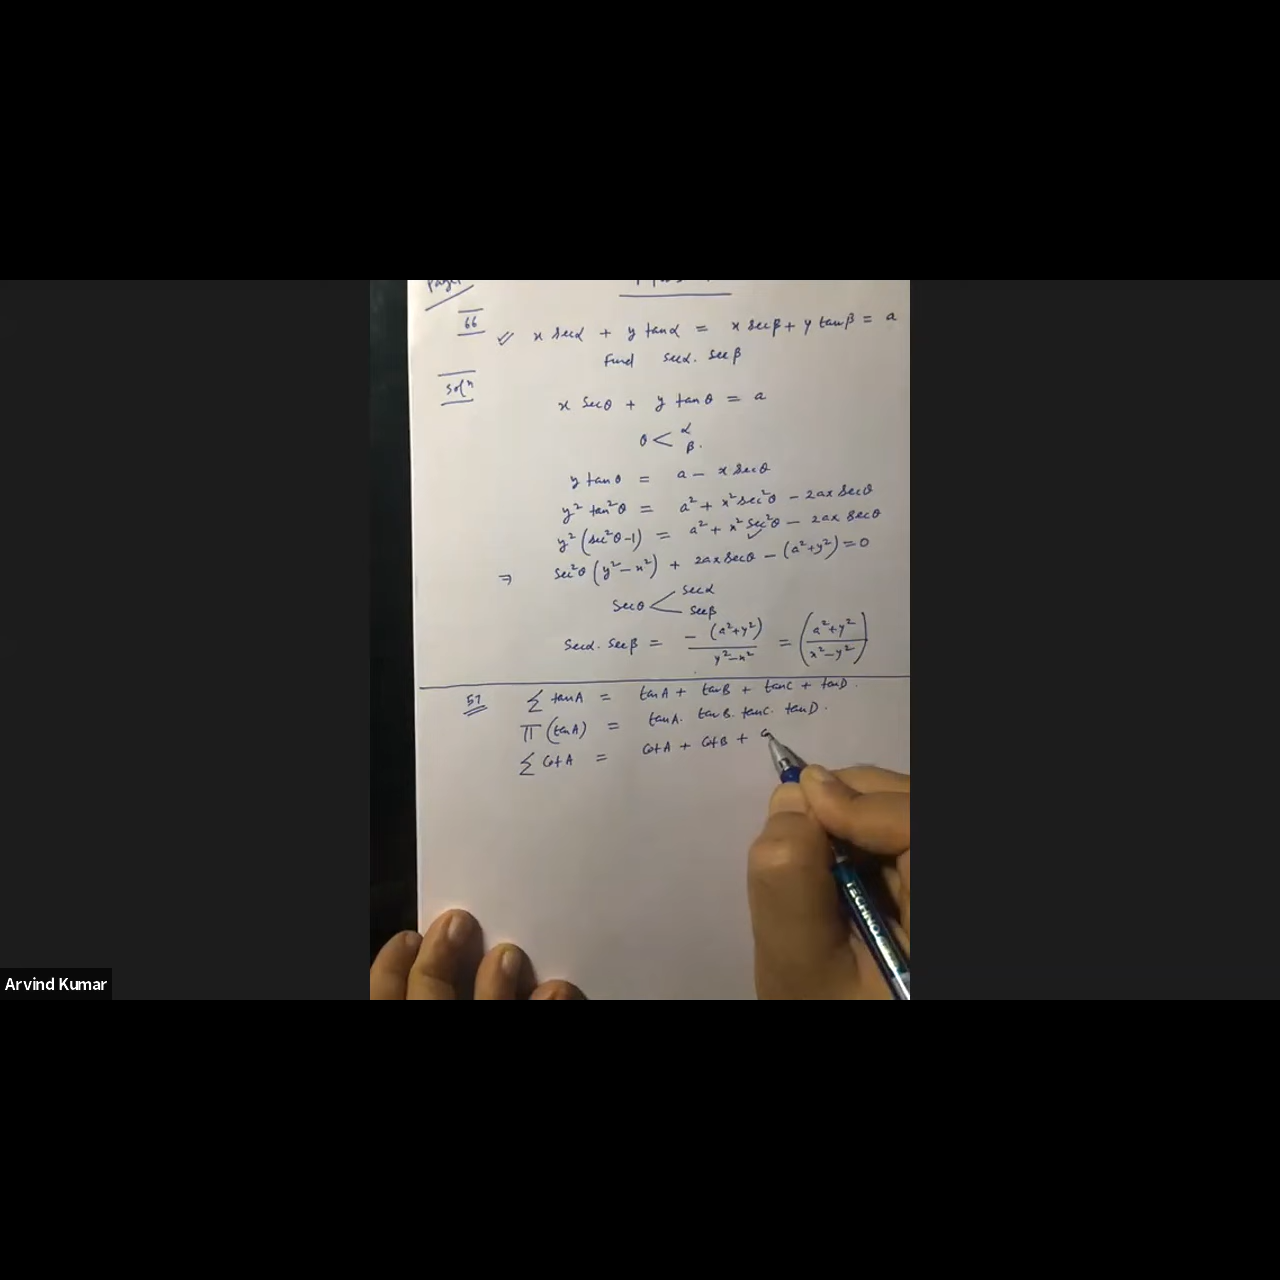 Page
66
x secα + y tanα = x secβ + y tanβ = a
Find secα. secβ
Solⁿ
x secθ + y tanθ = a
θ < α
β.
y tanθ = a − x secθ
y² tan²θ = a² + x² sec²θ − 2ax secθ
y² (sec²θ−1) = a² + x² sec²θ − 2ax secθ
⇒ sec²θ (y² − x²) + 2ax secθ − (a²+y²) = 0
secθ < secα
secβ
secα. secβ = −(a²+y²)/(y²−x²) = ((a²+y²)/(x²−y²))
57 Σ tanA = tanA + tanB + tanC + tanD.
π (tanA) = tanA. tanB. tanC. tanD.
Σ cotA = cotA + cotB + co
TECHNO
Arvind Kumar